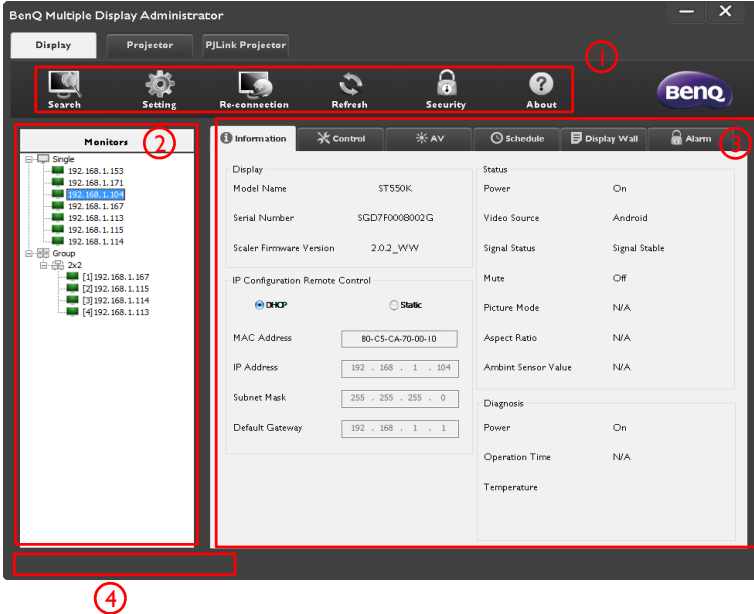 BenQ Multiple Display Administrator
Display Projector PJLink Projector
1
Search Setting Re-connection Refresh Security About
BenQ
Monitors 2
Information Control AV Schedule Display Wall Alarm 3
Single
192.168.1.153
192.168.1.171
192.168.1.104
192.168.1.167
192.168.1.113
192.168.1.115
192.168.1.114
Group
2x2
[1]192.168.1.167
[2]192.168.1.115
[3]192.168.1.114
[4]192.168.1.113
Display
Model Name ST550K
Serial Number SGD7F0008002G
Scaler Firmware Version 2.0.2_WW
IP Configuration Remote Control
DHCP Static
MAC Address 80-C5-CA-70-00-10
IP Address 192 . 168 . 1 . 104
Subnet Mask 255 . 255 . 255 . 0
Default Gateway 192 . 168 . 1 . 1
Status
Power On
Video Source Android
Signal Status Signal Stable
Mute Off
Picture Mode N/A
Aspect Ratio N/A
Ambint Sensor Value N/A
Diagnosis
Power On
Operation Time N/A
Temperature
4